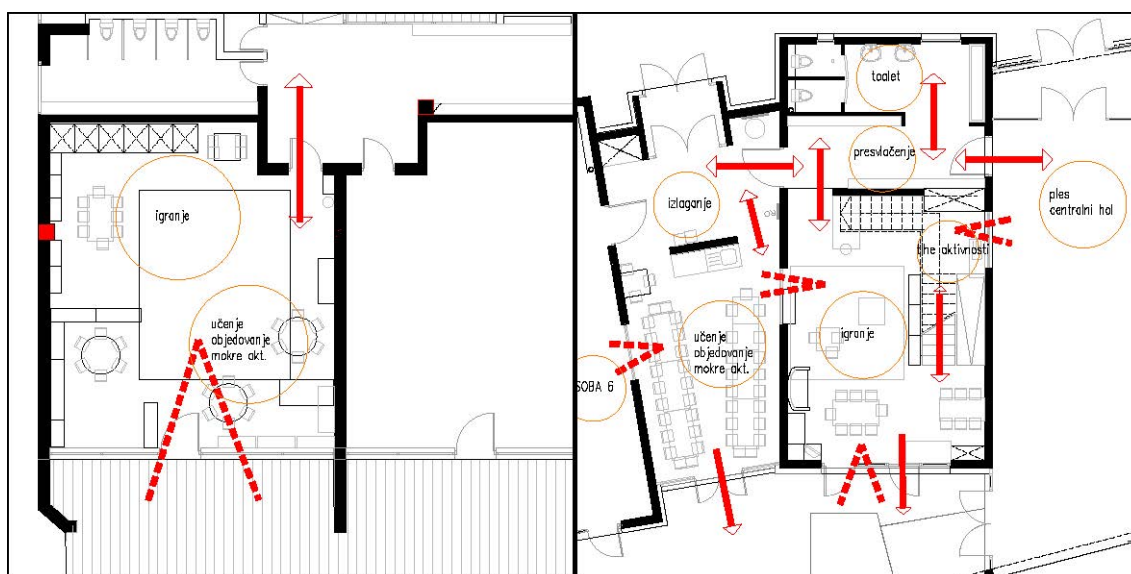 igranje
učenje
objedovanje
mokre akt.
toalet
presvlačenje
izlaganje
ples
centralni hol
tihe aktivnosti
učenje
objedovanje
mokre akt.
igranje
SOBA 6